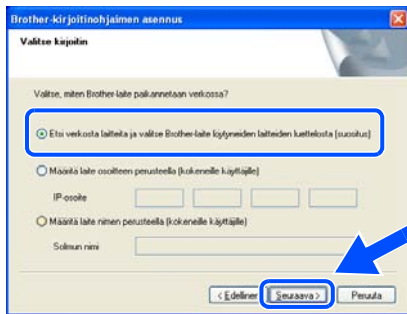 Brother-kirjoitinohjaimen asennus
Valitse kirjoitin
Valitse, miten Brother-laite paikannetaan verkossa?
Etsi verkosta laitteita ja valitse Brother-laite löytyneiden laitteiden luettelosta (suositus)
Määritä laite osoitteen perusteella (kokeneille käyttäjille)
IP-osoite
Määritä laite nimen perusteella (kokeneille käyttäjille)
Solmun nimi
< Edellinen Seuraava > Peruuta